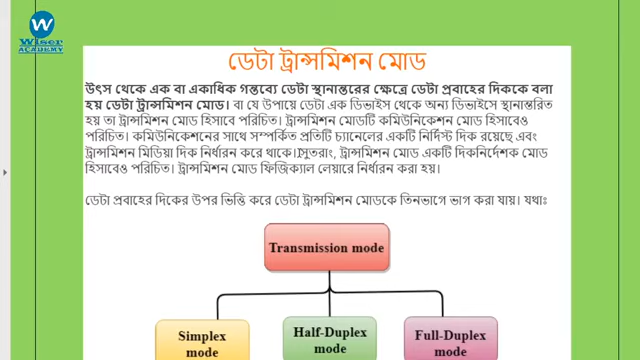 Wiser
ACADEMY
ডেটা ট্রান্সমিশন মোড
উৎস থেকে এক বা একাধিক গন্তব্যে ডেটা স্থানান্তরের ক্ষেত্রে ডেটা প্রবাহের দিককে বলা
হয় ডেটা ট্রান্সমিশন মোড। বা যে উপায়ে ডেটা এক ডিভাইস থেকে অন্য ডিভাইসে স্থানান্তরিত
হয় তা ট্রান্সমিশন মোড হিসাবে পরিচিত। ট্রান্সমিশন মোডটি কমিউনিকেশন মোড হিসাবেও
পরিচিত। কমিউনিকেশনের সাথে সম্পর্কিত প্রতিটি চ্যানেলের একটি নির্দিস্ট দিক রয়েছে এবং
ট্রান্সমিশন মিডিয়া দিক নির্ধারন করে থাকে। সুতরাং, ট্রান্সমিশন মোড একটি দিকনির্দেশক মোড
হিসাবেও পরিচিত। ট্রান্সমিশন মোড ফিজিক্যাল লেয়ারে নির্ধারন করা হয়।
ডেটা প্রবাহের দিকের উপর ভিত্তি করে ডেটা ট্রান্সমিশন মোডকে তিনভাগে ভাগ করা যায়। যথাঃ
Transmission mode
Simplex
mode
Half-Duplex
mode
Full-Duplex
mode